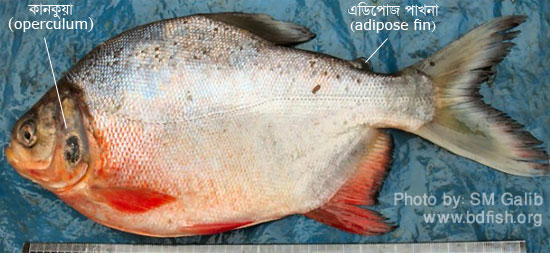 কানকুয়া
(operculum)
এডিপোজ পাখনা
(adipose fin)
Photo by: SM Galib
www.bdfish.org